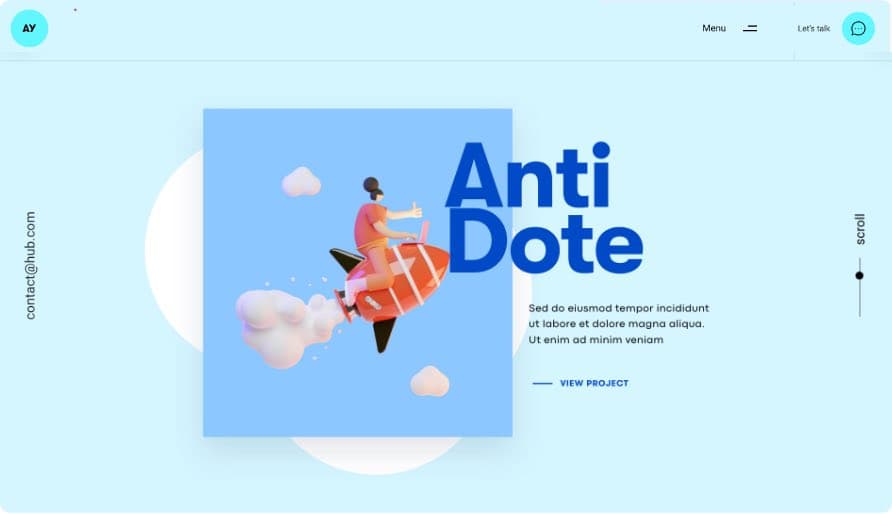 AY
Menu
Let's talk
contact@hub.com
Anti
Dote
scroll
Sed do eiusmod tempor incididunt
ut labore et dolore magna aliqua.
Ut enim ad minim veniam
VIEW PROJECT